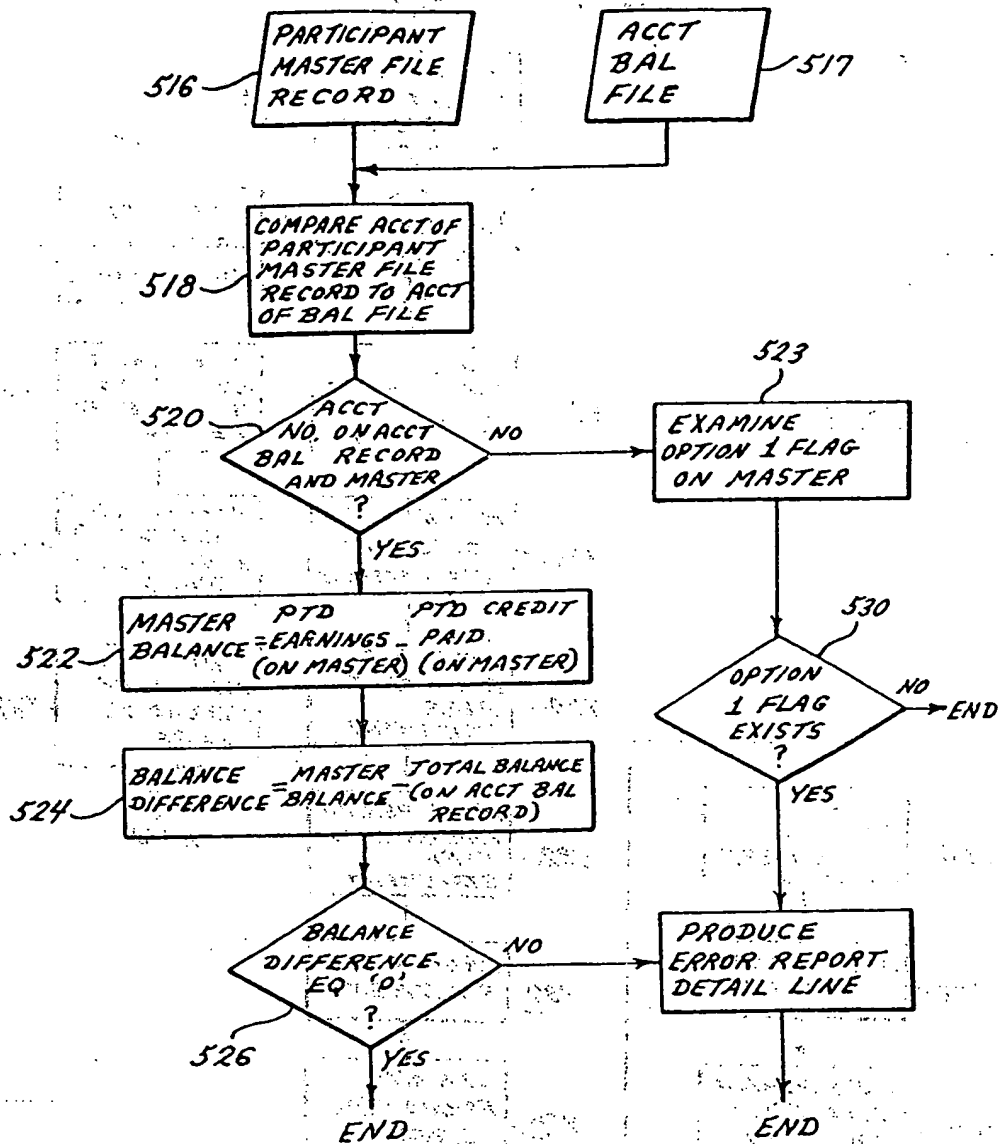 PARTICIPANT
MASTER FILE
RECORD
516
ACCT
BAL
FILE
517
COMPARE ACCT OF
PARTICIPANT
MASTER FILE
RECORD TO ACCT
OF BAL FILE
518
ACCT
NO. ON ACCT
BAL RECORD
AND MASTER
?
520
NO
YES
523
EXAMINE
OPTION 1 FLAG
ON MASTER
MASTER PTD PTD CREDIT
BALANCE = EARNINGS - PAID
(ON MASTER) (ON MASTER)
522
530
OPTION
1 FLAG
EXISTS
?
NO
END
YES
BALANCE = MASTER - TOTAL BALANCE
DIFFERENCE BALANCE (ON ACCT BAL
RECORD)
524
BALANCE
DIFFERENCE
EQ '0'
?
526
NO
YES
END
PRODUCE
ERROR REPORT
DETAIL LINE
END